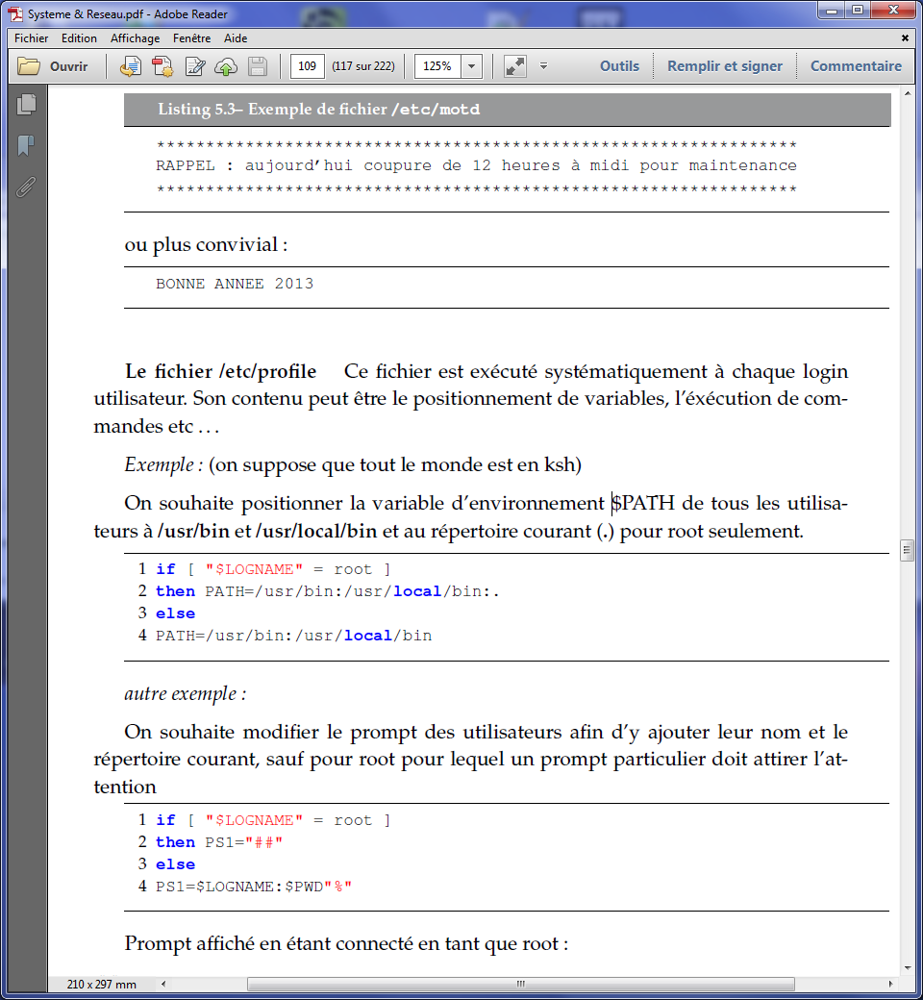 Systeme & Reseau.pdf - Adobe Reader
Fichier Edition Affichage Fenêtre Aide
Ouvrir 109 (117 sur 222) 125% Outils Remplir et signer Commentaire
Listing 5.3– Exemple de fichier /etc/motd
*****************************************************************
RAPPEL : aujourd’hui coupure de 12 heures à midi pour maintenance
*****************************************************************
ou plus convivial :
BONNE ANNEE 2013
Le fichier /etc/profile Ce fichier est exécuté systématiquement à chaque login
utilisateur. Son contenu peut être le positionnement de variables, l’éxécution de com-
mandes etc . . .
Exemple : (on suppose que tout le monde est en ksh)
On souhaite positionner la variable d’environnement $PATH de tous les utilisa-
teurs à /usr/bin et /usr/local/bin et au répertoire courant (.) pour root seulement.
1 if [ "$LOGNAME" = root ]
2 then PATH=/usr/bin:/usr/local/bin:.
3 else
4 PATH=/usr/bin:/usr/local/bin
autre exemple :
On souhaite modifier le prompt des utilisateurs afin d’y ajouter leur nom et le
répertoire courant, sauf pour root pour lequel un prompt particulier doit attirer l’at-
tention
1 if [ "$LOGNAME" = root ]
2 then PS1="##"
3 else
4 PS1=$LOGNAME:$PWD"%"
Prompt affiché en étant connecté en tant que root :
210 x 297 mm